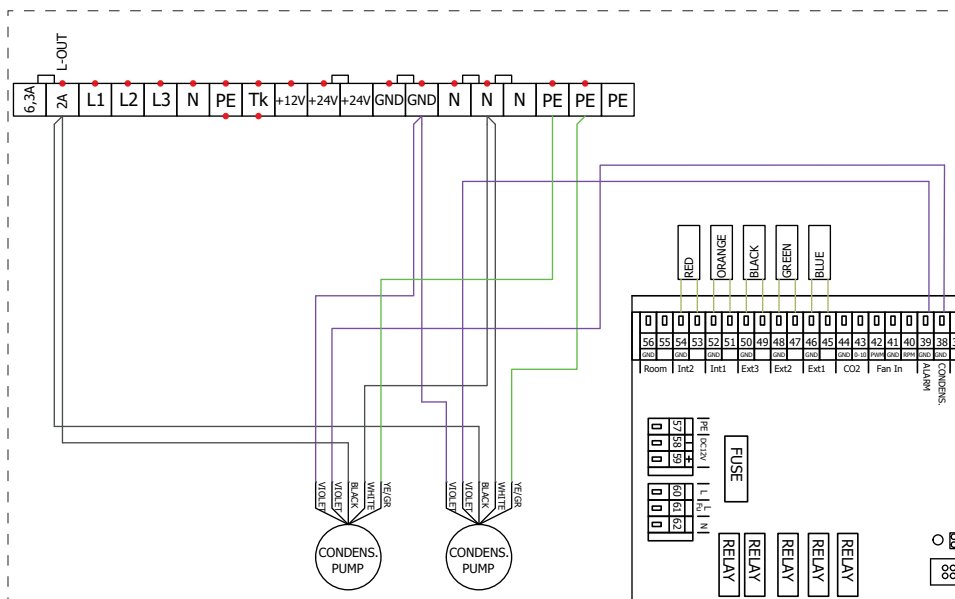 L-OUT
6,3A 2A L1 L2 L3 N PE Tk +12V +24V +24V GND GND N N N PE PE PE
RED ORANGE BLACK GREEN BLUE
56 55 54 53 52 51 50 49 48 47 46 45 44 43 42 41 40 39 38
GND GND GND GND GND GND GND 0-10 PWM GND RPM GND
Room Int2 Int1 Ext3 Ext2 Ext1 CO2 Fan In ALARM CONDENS.
57 PE
58 - DC12V
59 +
FUSE
60 L
61 L Fu
62 N
VIOLET VIOLET BLACK WHITE YE/GR
VIOLET VIOLET BLACK WHITE YE/GR
CONDENS.
PUMP
CONDENS.
PUMP
RELAY RELAY RELAY RELAY RELAY